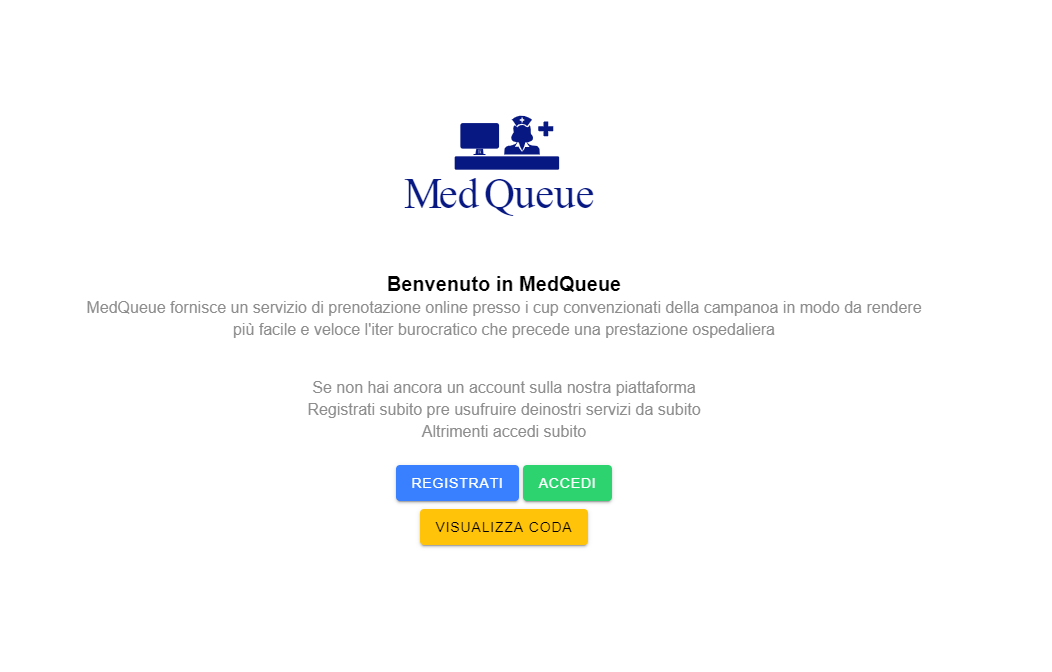 Med Queue
Benvenuto in MedQueue
MedQueue fornisce un servizio di prenotazione online presso i cup convenzionati della campanoa in modo da rendere
più facile e veloce l'iter burocratico che precede una prestazione ospedaliera
Se non hai ancora un account sulla nostra piattaforma
Registrati subito pre usufruire deinostri servizi da subito
Altrimenti accedi subito
REGISTRATI ACCEDI
VISUALIZZA CODA